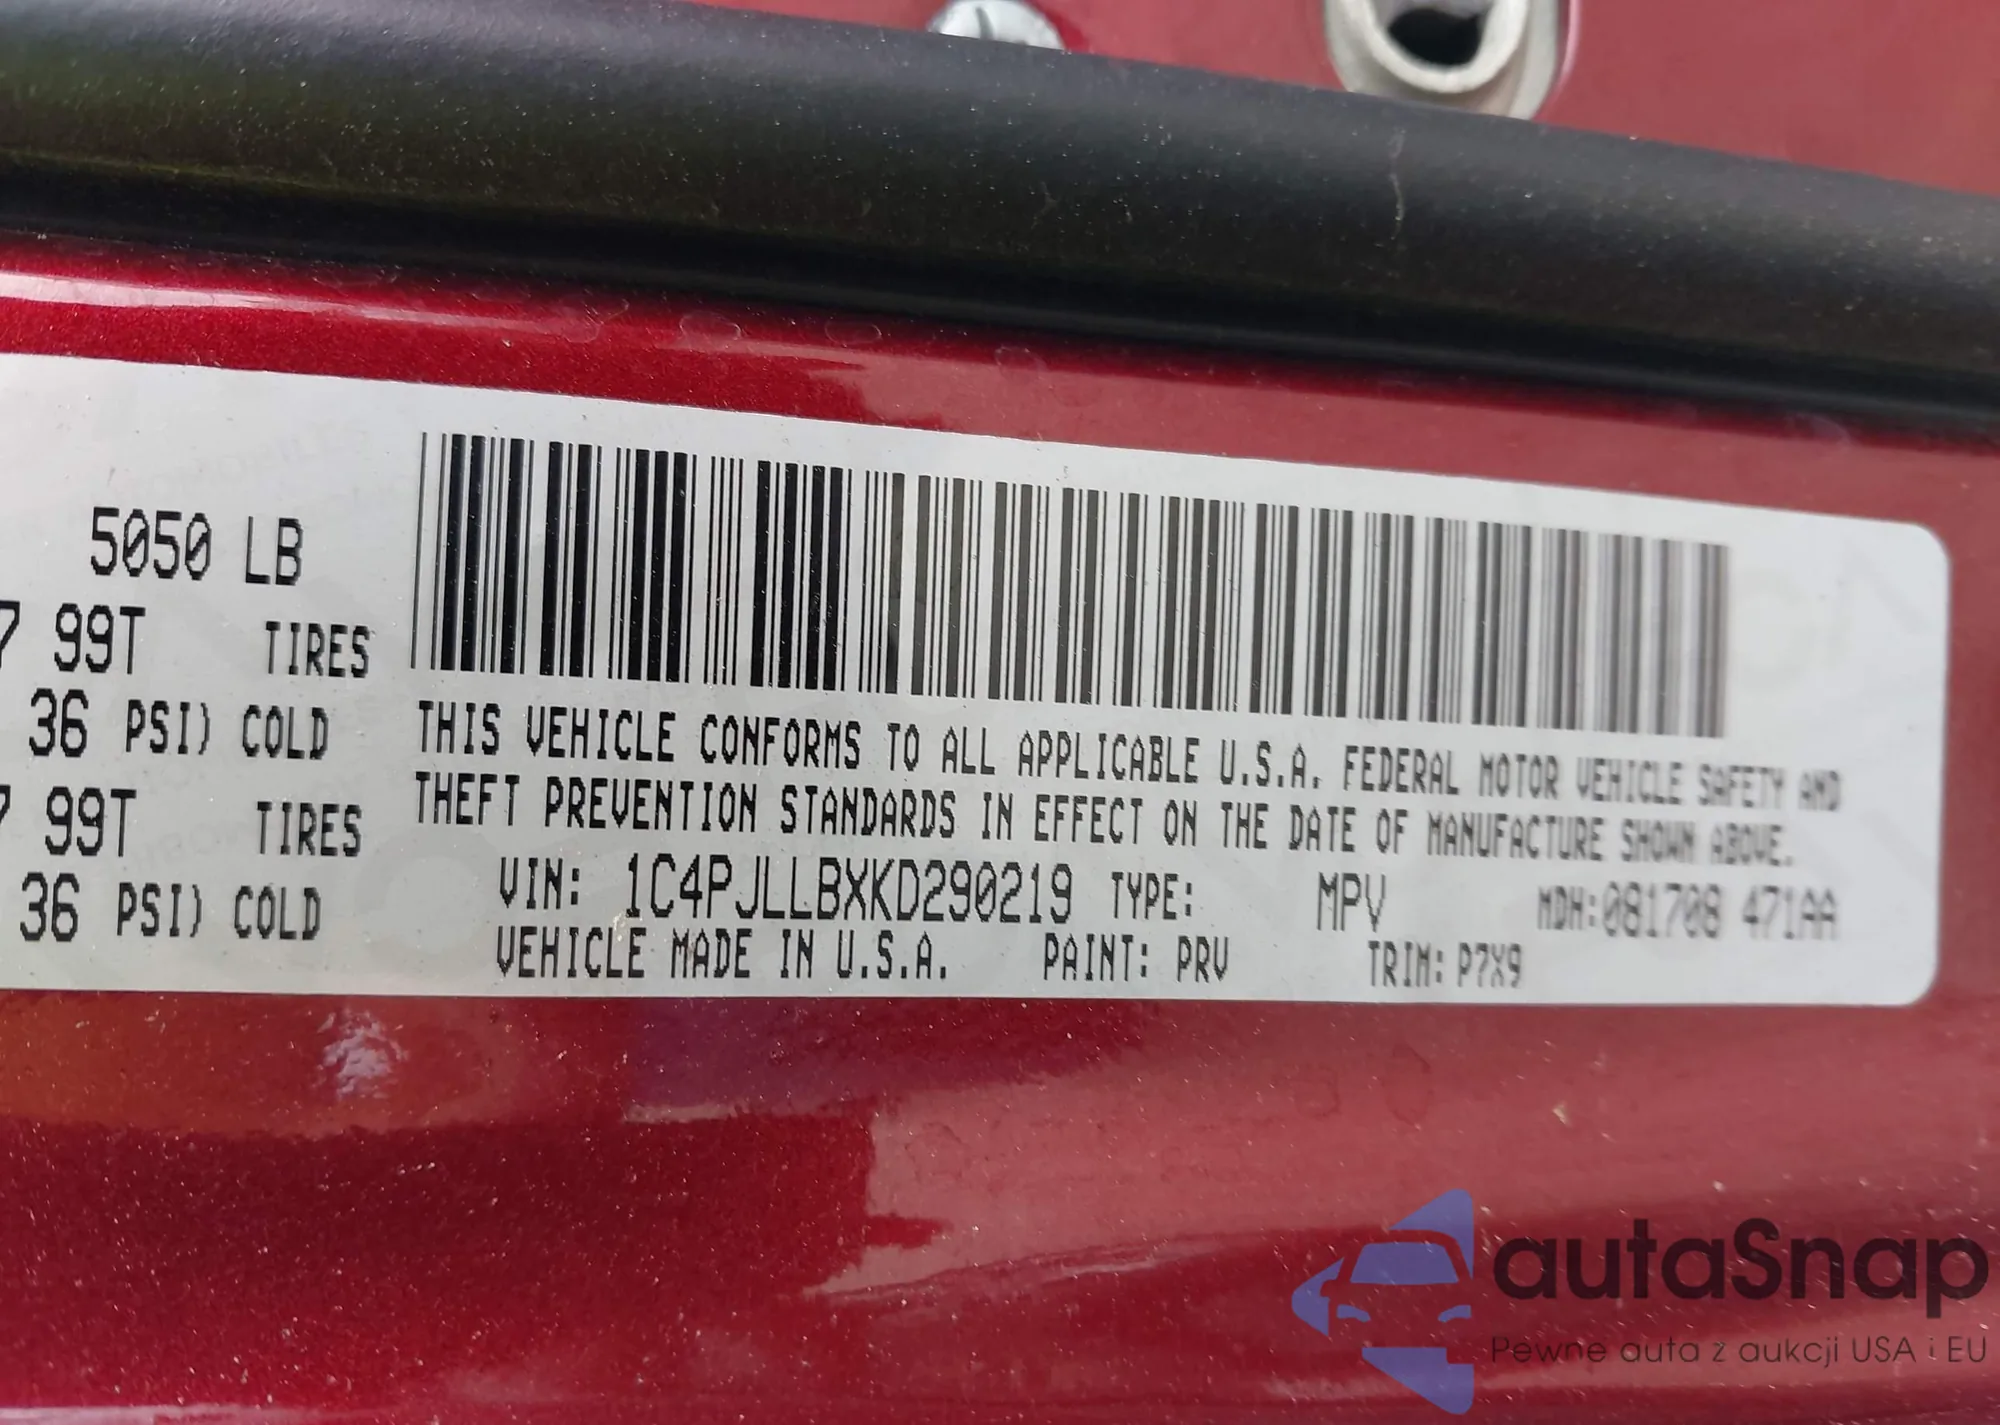 5050 LB
7 99T TIRES
36 PSI) COLD
7 99T TIRES
36 PSI) COLD
THIS VEHICLE CONFORMS TO ALL APPLICABLE U.S.A. FEDERAL MOTOR VEHICLE SAFETY AND
THEFT PREVENTION STANDARDS IN EFFECT ON THE DATE OF MANUFACTURE SHOWN ABOVE.
VIN: 1C4PJLLBXKD290219 TYPE: MPV MDH:081708 471AA
VEHICLE MADE IN U.S.A. PAINT: PRV TRIM: P7X9
autaSnap
Pewne auta z aukcji USA i EU